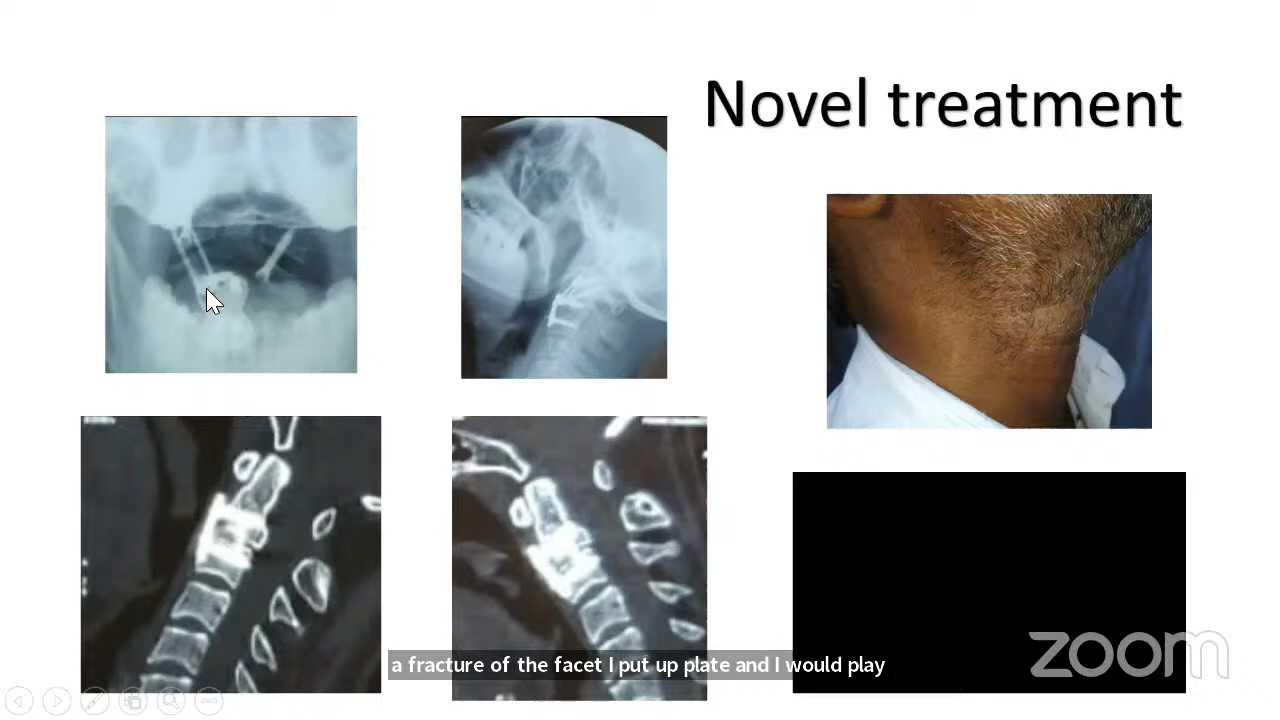 Novel treatment
a fracture of the facet I put up plate and I would play
zoom